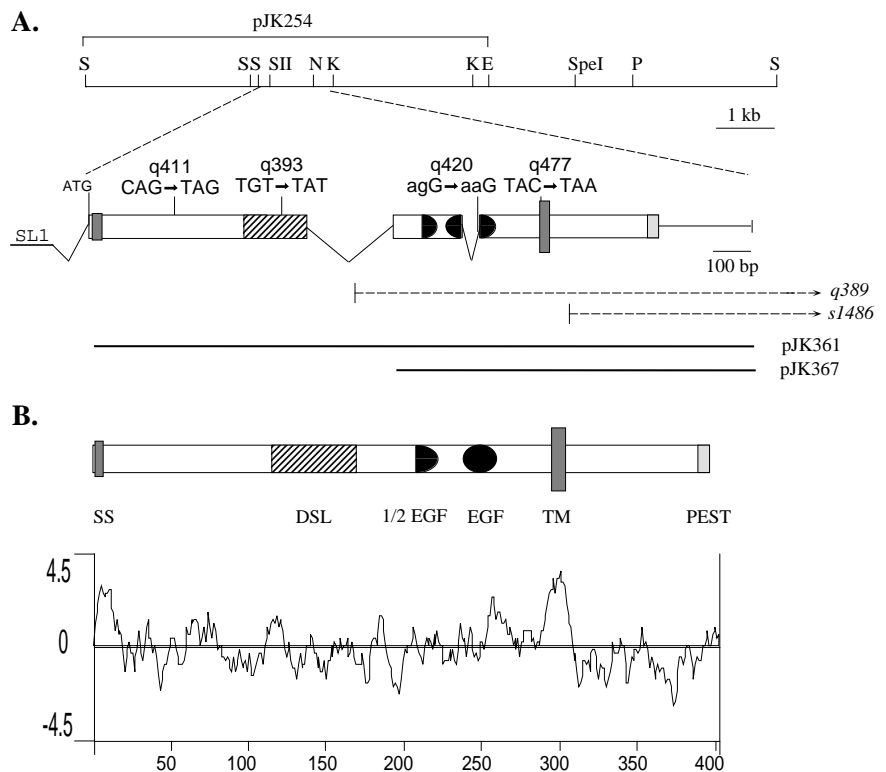 A.
pJK254
S SS SII N K K E SpeI P S
1 kb
q411 q393 q420 q477
ATG CAG→TAG TGT→TAT agG→aaG TAC→TAA
SL1
100 bp
q389
s1486
pJK361
pJK367
B.
SS DSL 1/2 EGF EGF TM PEST
4.5
0
-4.5
50 100 150 200 250 300 350 400